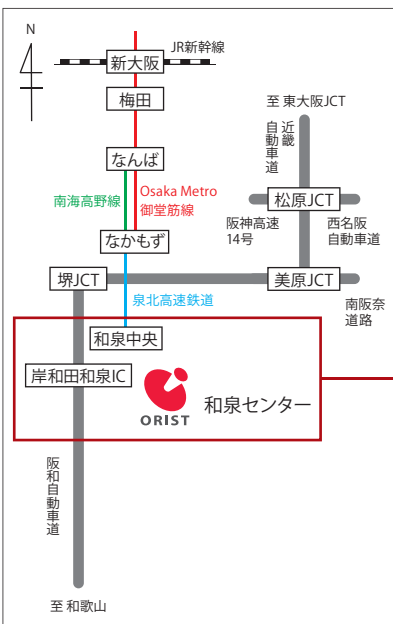 N
JR新幹線
新大阪
梅田
至 東大阪JCT
近畿
自動車道
なんば
南海高野線
Osaka Metro
御堂筋線
松原JCT
阪神高速
14号
西名阪
自動車道
なかもず
堺JCT
美原JCT
泉北高速鉄道
南阪奈
道路
和泉中央
岸和田和泉IC
ORIST
和泉センター
阪和自動車道
至 和歌山